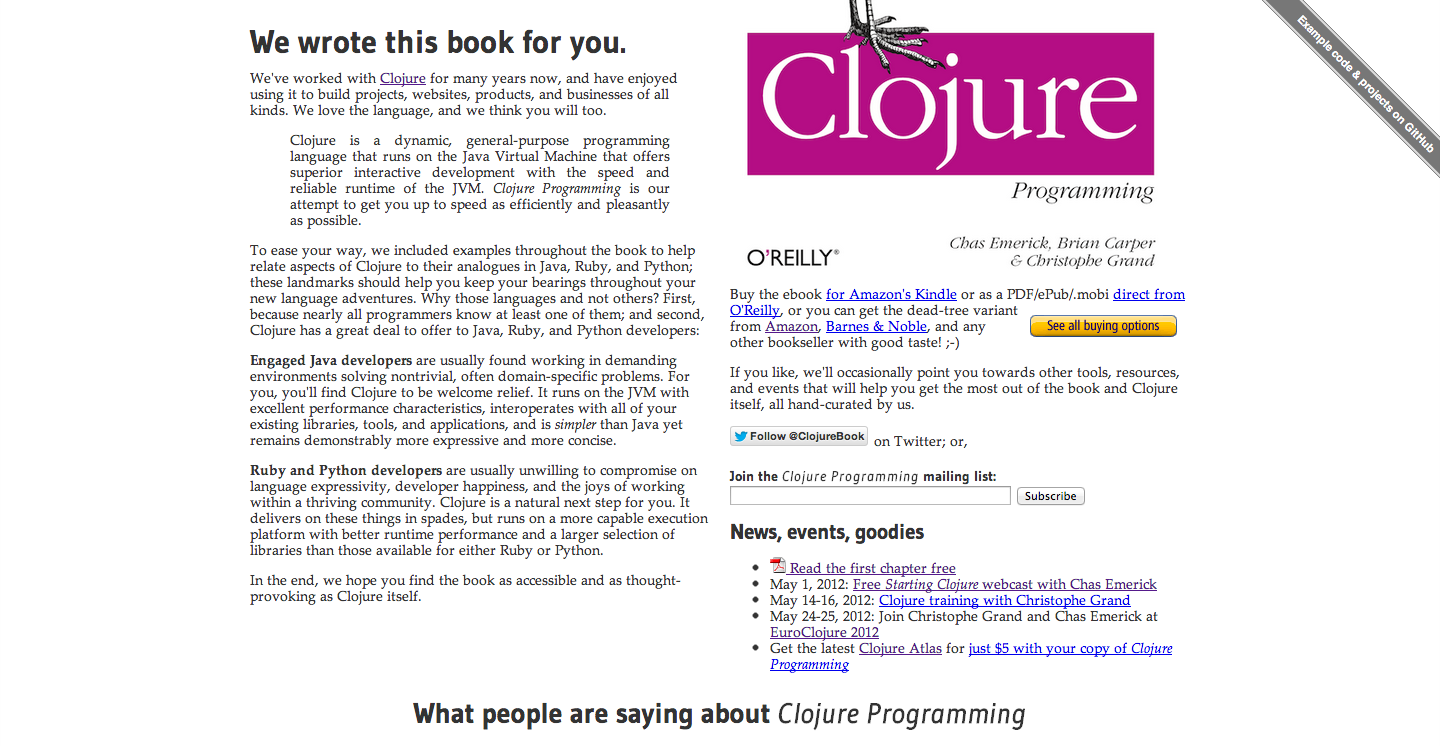 We wrote this book for you.
We've worked with Clojure for many years now, and have enjoyed
using it to build projects, websites, products, and businesses of all
kinds. We love the language, and we think you will too.
Clojure is a dynamic, general-purpose programming
language that runs on the Java Virtual Machine that offers
superior interactive development with the speed and
reliable runtime of the JVM. Clojure Programming is our
attempt to get you up to speed as efficiently and pleasantly
as possible.
To ease your way, we included examples throughout the book to help
relate aspects of Clojure to their analogues in Java, Ruby, and Python;
these landmarks should help you keep your bearings throughout your
new language adventures. Why those languages and not others? First,
because nearly all programmers know at least one of them; and second,
Clojure has a great deal to offer to Java, Ruby, and Python developers:
Engaged Java developers are usually found working in demanding
environments solving nontrivial, often domain-specific problems. For
you, you'll find Clojure to be welcome relief. It runs on the JVM with
excellent performance characteristics, interoperates with all of your
existing libraries, tools, and applications, and is simpler than Java yet
remains demonstrably more expressive and more concise.
Ruby and Python developers are usually unwilling to compromise on
language expressivity, developer happiness, and the joys of working
within a thriving community. Clojure is a natural next step for you. It
delivers on these things in spades, but runs on a more capable execution
platform with better runtime performance and a larger selection of
libraries than those available for either Ruby or Python.
In the end, we hope you find the book as accessible and as thought-
provoking as Clojure itself.
Clojure
Programming
O'REILLY®
Chas Emerick, Brian Carper
& Christophe Grand
Example code & projects on GitHub
Buy the ebook for Amazon's Kindle or as a PDF/ePub/.mobi direct from
O'Reilly, or you can get the dead-tree variant
from Amazon, Barnes & Noble, and any
other bookseller with good taste! ;-)
See all buying options
If you like, we'll occasionally point you towards other tools, resources,
and events that will help you get the most out of the book and Clojure
itself, all hand-curated by us.
Follow @ClojureBook on Twitter; or,
Join the Clojure Programming mailing list:
Subscribe
News, events, goodies
• Read the first chapter free
• May 1, 2012: Free Starting Clojure webcast with Chas Emerick
• May 14-16, 2012: Clojure training with Christophe Grand
• May 24-25, 2012: Join Christophe Grand and Chas Emerick at
EuroClojure 2012
• Get the latest Clojure Atlas for just $5 with your copy of Clojure
Programming
What people are saying about Clojure Programming